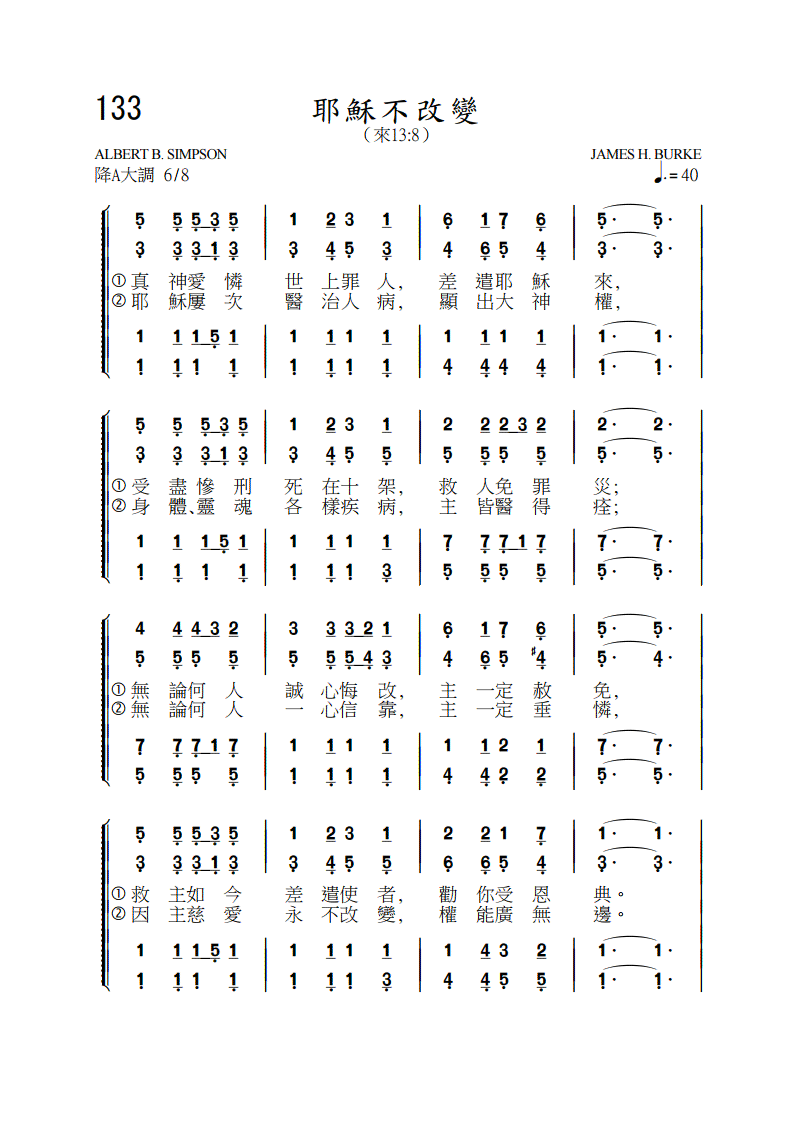 133
耶穌不改變
（來13:8）
ALBERT B. SIMPSON
JAMES H. BURKE
降A大調 6/8
♩. = 40
5 5 5 3 5 | 1 2 3 1 | 6 1 7 6 | 5· 5·
3 3 3 1 3 | 3 4 5 3 | 4 6 5 4 | 3· 3·
①真 神愛 憐 世 上罪 人， 差 遣耶 穌 來，
②耶 穌屢 次 醫 治人 病， 顯 出大 神 權，
1 1 1 5 1 | 1 1 1 1 | 1 1 1 1 | 1· 1·
1 1 1 1 | 1 1 1 1 | 4 4 4 4 | 1· 1·
5 5 5 3 5 | 1 2 3 1 | 2 2 2 3 2 | 2· 2·
3 3 3 1 3 | 3 4 5 5 | 5 5 5 5 | 5· 5·
①受 盡 慘 刑 死 在十 架， 救 人免 罪 災；
②身 體、靈 魂 各 樣疾 病， 主 皆醫 得 痊；
1 1 1 5 1 | 1 1 1 1 | 7 7 7 1 7 | 7· 7·
1 1 1 1 | 1 1 1 3 | 5 5 5 5 | 5· 5·
4 4 4 3 2 | 3 3 3 2 1 | 6 1 7 6 | 5· 5·
5 5 5 5 | 5 5 5 4 3 | 4 6 5 #4 | 5· 4·
①無 論何 人 誠 心悔 改， 主 一定 赦 免，
②無 論何 人 一 心信 靠， 主 一定 垂 憐，
7 7 7 1 7 | 1 1 1 1 | 1 1 2 1 | 7· 7·
5 5 5 5 | 1 1 1 1 | 4 4 2 2 | 5· 5·
5 5 5 3 5 | 1 2 3 1 | 2 2 1 7 | 1· 1·
3 3 3 1 3 | 3 4 5 5 | 6 6 5 4 | 3· 3·
①救 主如 今 差 遣使 者， 勸 你受 恩 典。
②因 主慈 愛 永 不改 變， 權 能廣 無 邊。
1 1 1 5 1 | 1 1 1 1 | 1 4 3 2 | 1· 1·
1 1 1 1 | 1 1 1 3 | 4 4 5 5 | 1· 1·